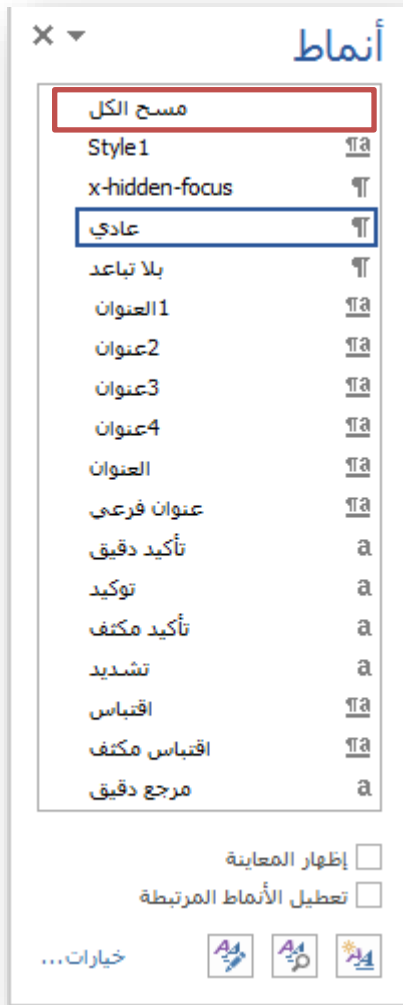 أنماط
مسح الكل
Style1
x-hidden-focus
عادي
بلا تباعد
1العنوان
2عنوان
3عنوان
4عنوان
العنوان
عنوان فرعي
تأكيد دقيق
توكيد
تأكيد مكثف
تشديد
اقتباس
اقتباس مكثف
مرجع دقيق
إظهار المعاينة
تعطيل الأنماط المرتبطة
خيارات...